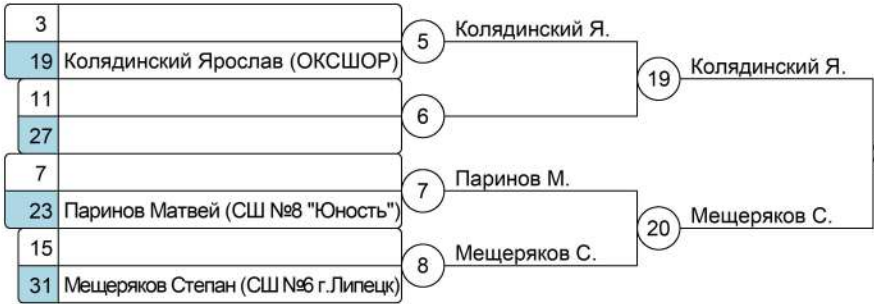 3
19 Колядинский Ярослав (ОКСШОР)
11
27
7
23 Паринов Матвей (СШ №8 "Юность")
15
31 Мещеряков Степан (СШ №6 г.Липецк)
5 Колядинский Я.
6
7 Паринов М.
8 Мещеряков С.
19 Колядинский Я.
20 Мещеряков С.